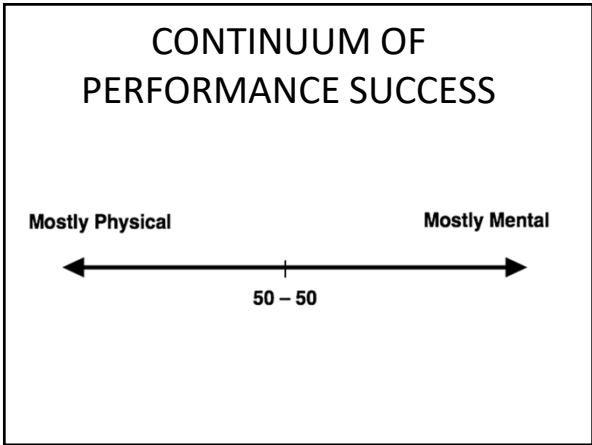 CONTINUUM OF
PERFORMANCE SUCCESS
Mostly Physical
Mostly Mental
50 – 50